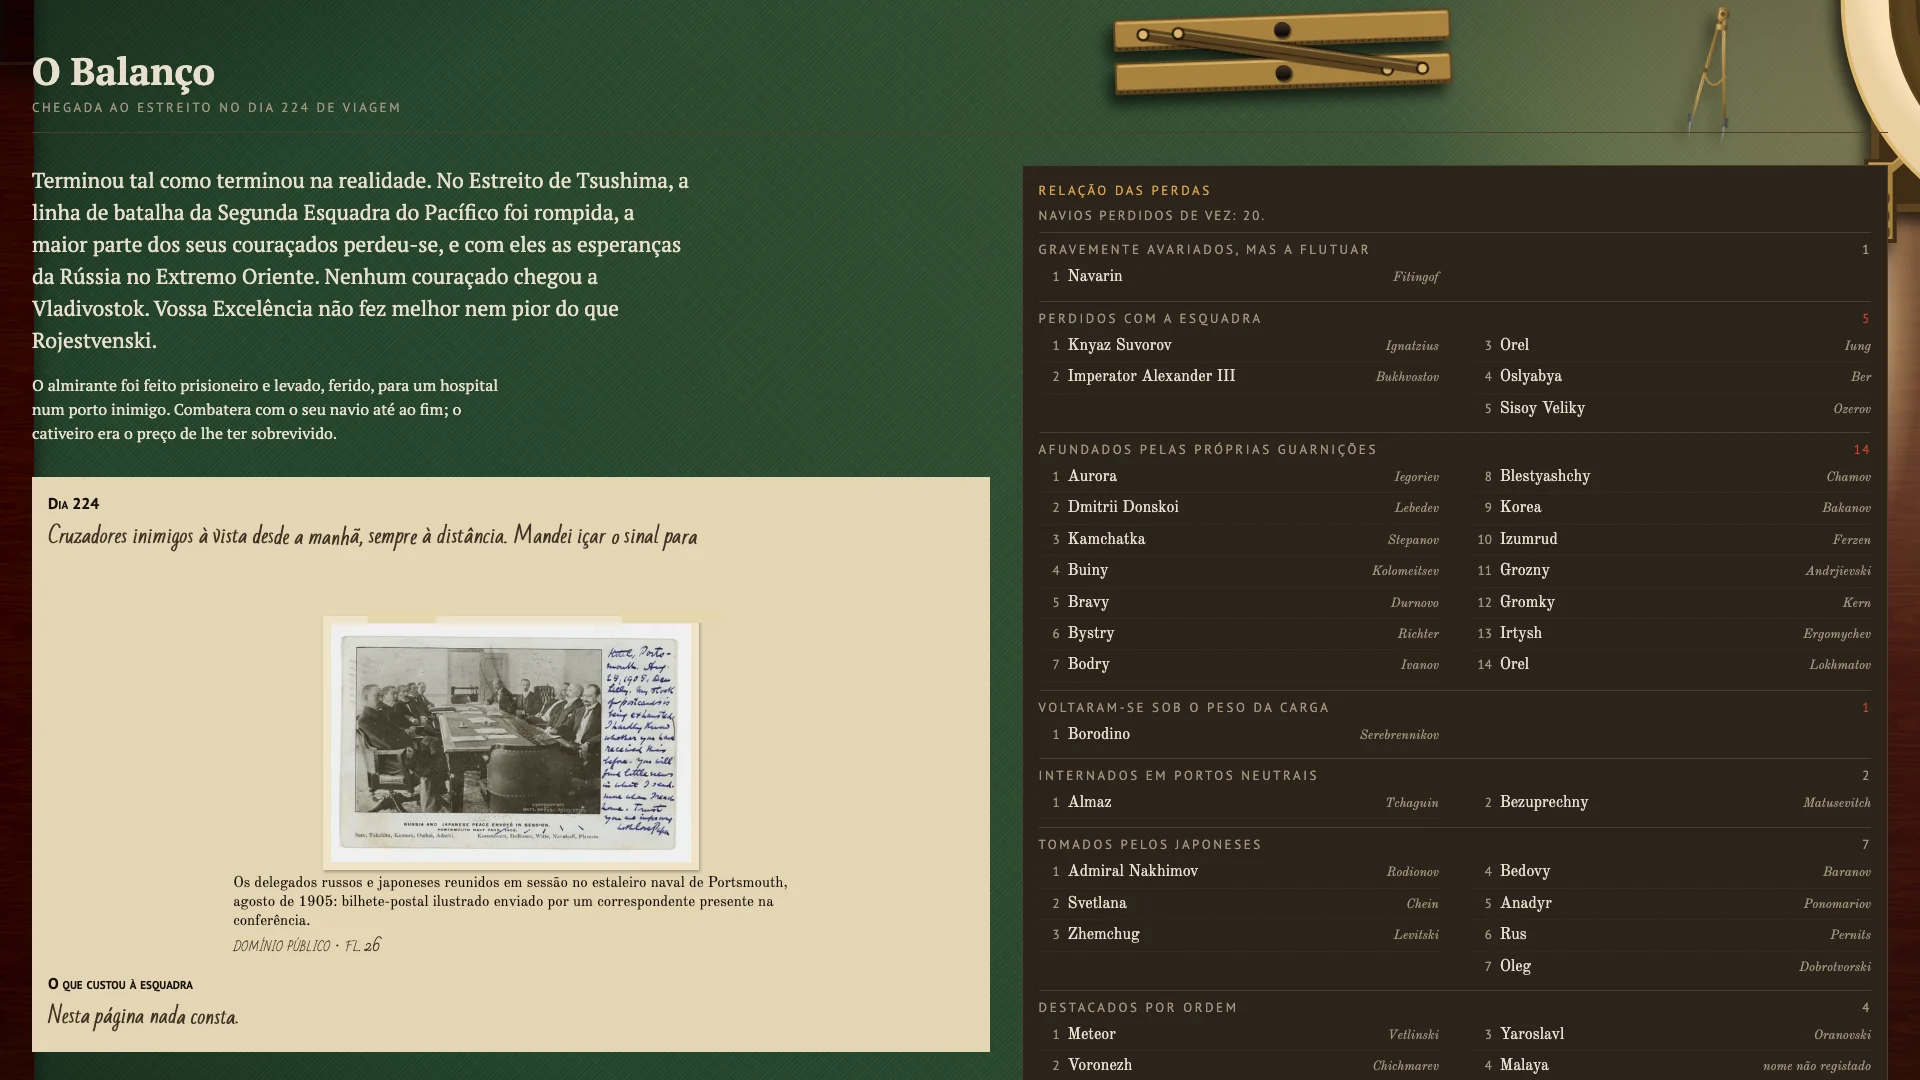 O Balanço
CHEGADA AO ESTREITO NO DIA 224 DE VIAGEM
Terminou tal como terminou na realidade. No Estreito de Tsushima, a
linha de batalha da Segunda Esquadra do Pacífico foi rompida, a
maior parte dos seus couraçados perdeu-se, e com eles as esperanças
da Rússia no Extremo Oriente. Nenhum couraçado chegou a
Vladivostok. Vossa Excelência não fez melhor nem pior do que
Rojestvenski.
O almirante foi feito prisioneiro e levado, ferido, para um hospital
num porto inimigo. Combatera com o seu navio até ao fim; o
cativeiro era o preço de lhe ter sobrevivido.
DIA 224
Cruzadores inimigos à vista desde a manhã, sempre à distância. Mandei içar o sinal para
RUSSIA AND JAPANESE PEACE ENVOYS IN SESSION.
PORTSMOUTH NAVY YARD, 1905.
Os delegados russos e japoneses reunidos em sessão no estaleiro naval de Portsmouth,
agosto de 1905: bilhete-postal ilustrado enviado por um correspondente presente na
conferência.
DOMÍNIO PÚBLICO · FL. 26
O QUE CUSTOU À ESQUADRA
Nesta página nada consta.
RELAÇÃO DAS PERDAS
NAVIOS PERDIDOS DE VEZ: 20.
GRAVEMENTE AVARIADOS, MAS A FLUTUAR 1
1 Navarin Fitingof
PERDIDOS COM A ESQUADRA 5
1 Knyaz Suvorov Ignatzius
2 Imperator Alexander III Bukhvostov
3 Orel Iung
4 Oslyabya Ber
5 Sisoy Veliky Ozerov
AFUNDADOS PELAS PRÓPRIAS GUARNIÇÕES 14
1 Aurora Iegoriev
2 Dmitrii Donskoi Lebedev
3 Kamchatka Stepanov
4 Buiny Kolomeitsev
5 Bravy Durnovo
6 Bystry Richter
7 Bodry Ivanov
8 Blestyashchy Chamov
9 Korea Bakanov
10 Izumrud Ferzen
11 Grozny Andrjievski
12 Gromky Kern
13 Irtysh Ergomychev
14 Orel Lokhmatov
VOLTARAM-SE SOB O PESO DA CARGA 1
1 Borodino Serebrennikov
INTERNADOS EM PORTOS NEUTRAIS 2
1 Almaz Tchaguin
2 Bezuprechny Matusevitch
TOMADOS PELOS JAPONESES 7
1 Admiral Nakhimov Rodionov
2 Svetlana Chein
3 Zhemchug Levitski
4 Bedovy Baranov
5 Anadyr Ponomariov
6 Rus Pernits
7 Oleg Dobrotvorski
DESTACADOS POR ORDEM 4
1 Meteor Vetlinski
2 Voronezh Chichmarev
3 Yaroslavl Oranovski
4 Malaya nome não registado